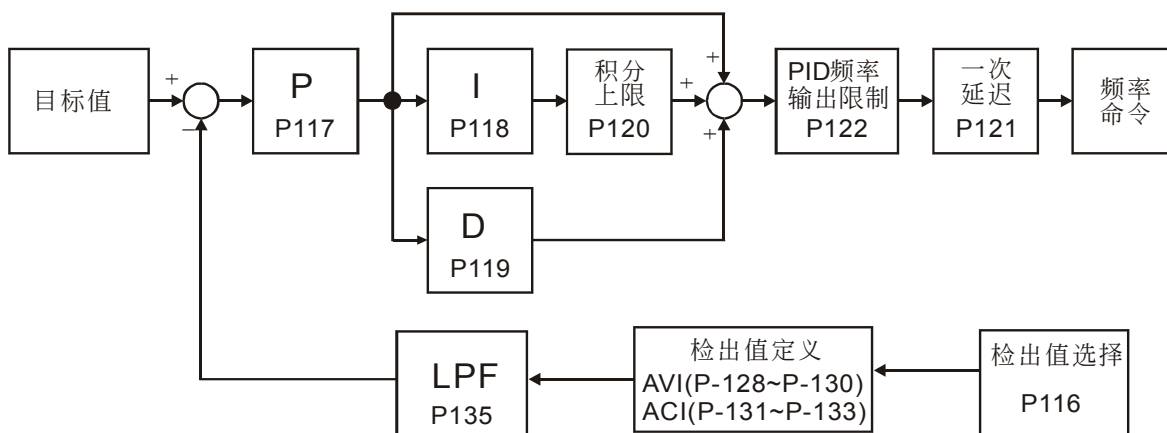 目标值
+
−
P
P117
I
P118
积分
上限
P120
+
+
+
PID频率
输出限制
P122
一次
延迟
P121
频率
命令
D
P119
LPF
P135
检出值定义
AVI(P-128~P-130)
ACI(P-131~P-133)
检出值选择
P116